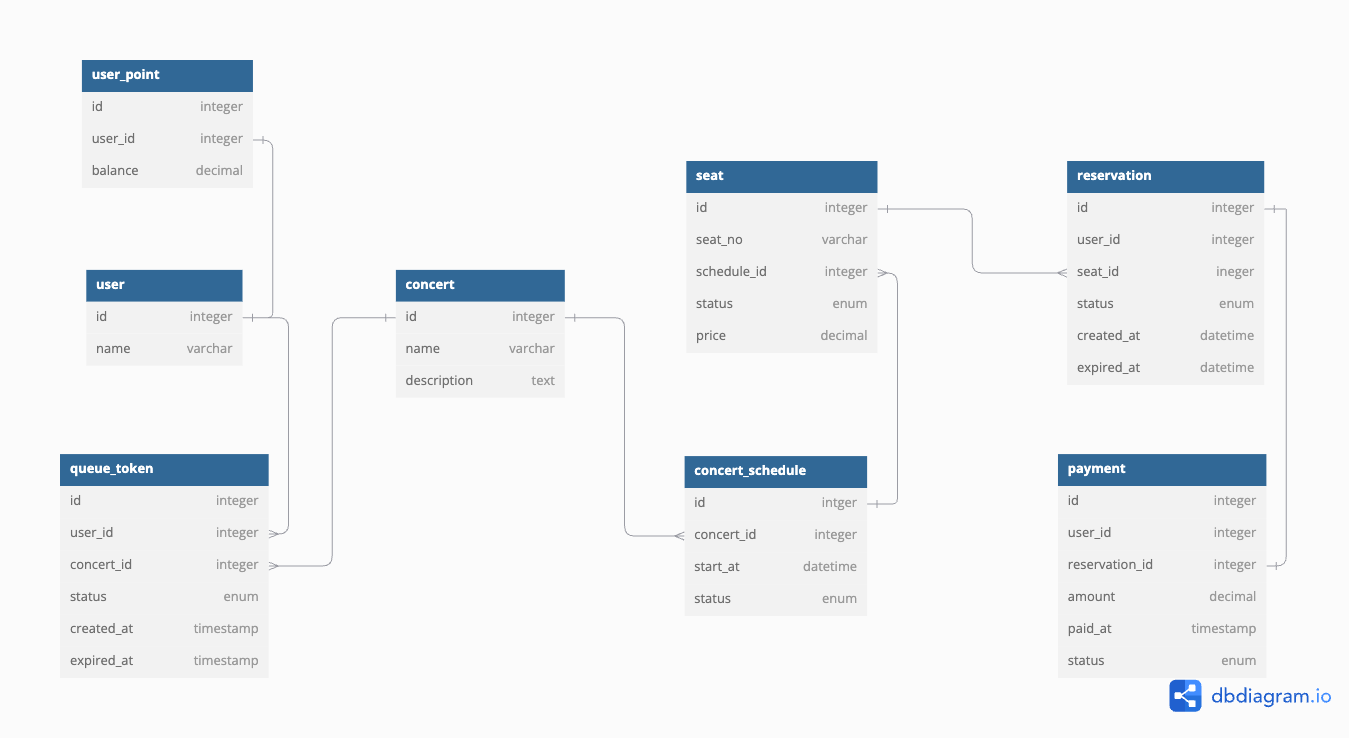 user_point
id integer
user_id integer
balance decimal
user
id integer
name varchar
queue_token
id integer
user_id integer
concert_id integer
status enum
created_at timestamp
expired_at timestamp
concert
id integer
name varchar
description text
seat
id integer
seat_no varchar
schedule_id integer
status enum
price decimal
concert_schedule
id intger
concert_id integer
start_at datetime
status enum
reservation
id integer
user_id integer
seat_id ineger
status enum
created_at datetime
expired_at datetime
payment
id integer
user_id integer
reservation_id integer
amount decimal
paid_at timestamp
status enum
dbdiagram.io